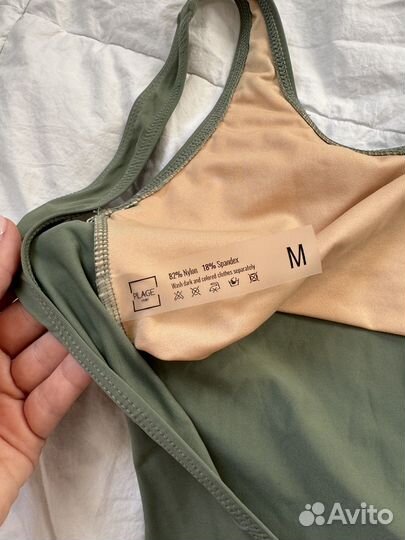 PLAGE
82% Nylon 18% Spandex
Wash dark and colored clothes separately
M
Avito